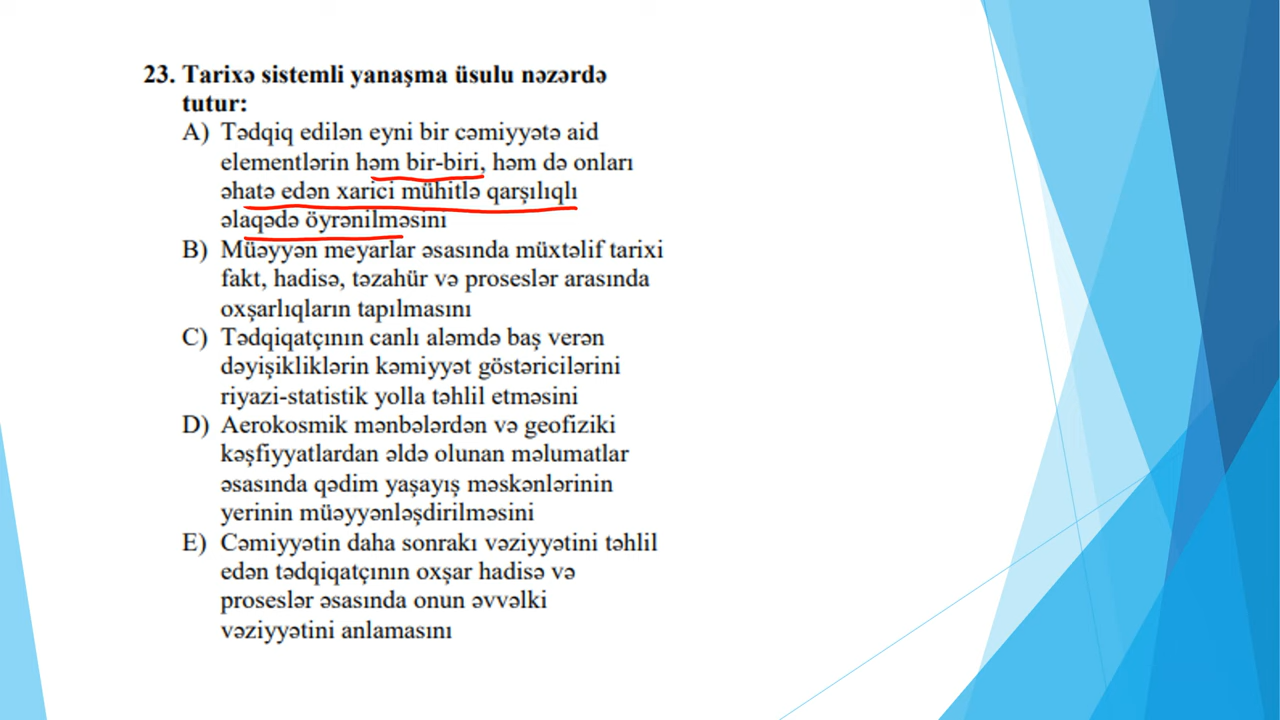 23. Tarixə sistemli yanaşma üsulu nəzərdə
tutur:
A) Tədqiq edilən eyni bir cəmiyyətə aid
elementlərin həm bir-biri, həm də onları
əhatə edən xarici mühitlə qarşılıqlı
əlaqədə öyrənilməsini
B) Müəyyən meyarlar əsasında müxtəlif tarixi
fakt, hadisə, təzahür və proseslər arasında
oxşarlıqların tapılmasını
C) Tədqiqatçının canlı aləmdə baş verən
dəyişikliklərin kəmiyyət göstəricilərini
riyazi-statistik yolla təhlil etməsini
D) Aerokosmik mənbələrdən və geofiziki
kəşfiyyatlardan əldə olunan məlumatlar
əsasında qədim yaşayış məskənlərinin
yerinin müəyyənləşdirilməsini
E) Cəmiyyətin daha sonrakı vəziyyətini təhlil
edən tədqiqatçının oxşar hadisə və
proseslər əsasında onun əvvəlki
vəziyyətini anlamasını